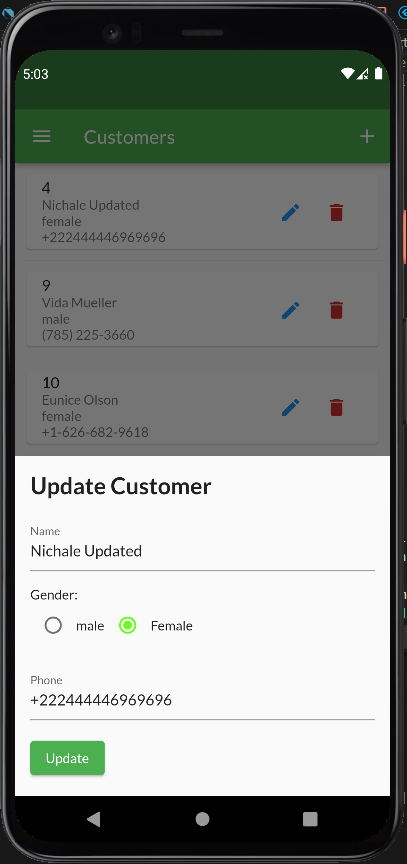 5:03
Customers
4
Nichale Updated
female
+222444446969696
9
Vida Mueller
male
(785) 225-3660
10
Eunice Olson
female
+1-626-682-9618
Update Customer
Name
Nichale Updated
Gender:
male Female
Phone
+222444446969696
Update